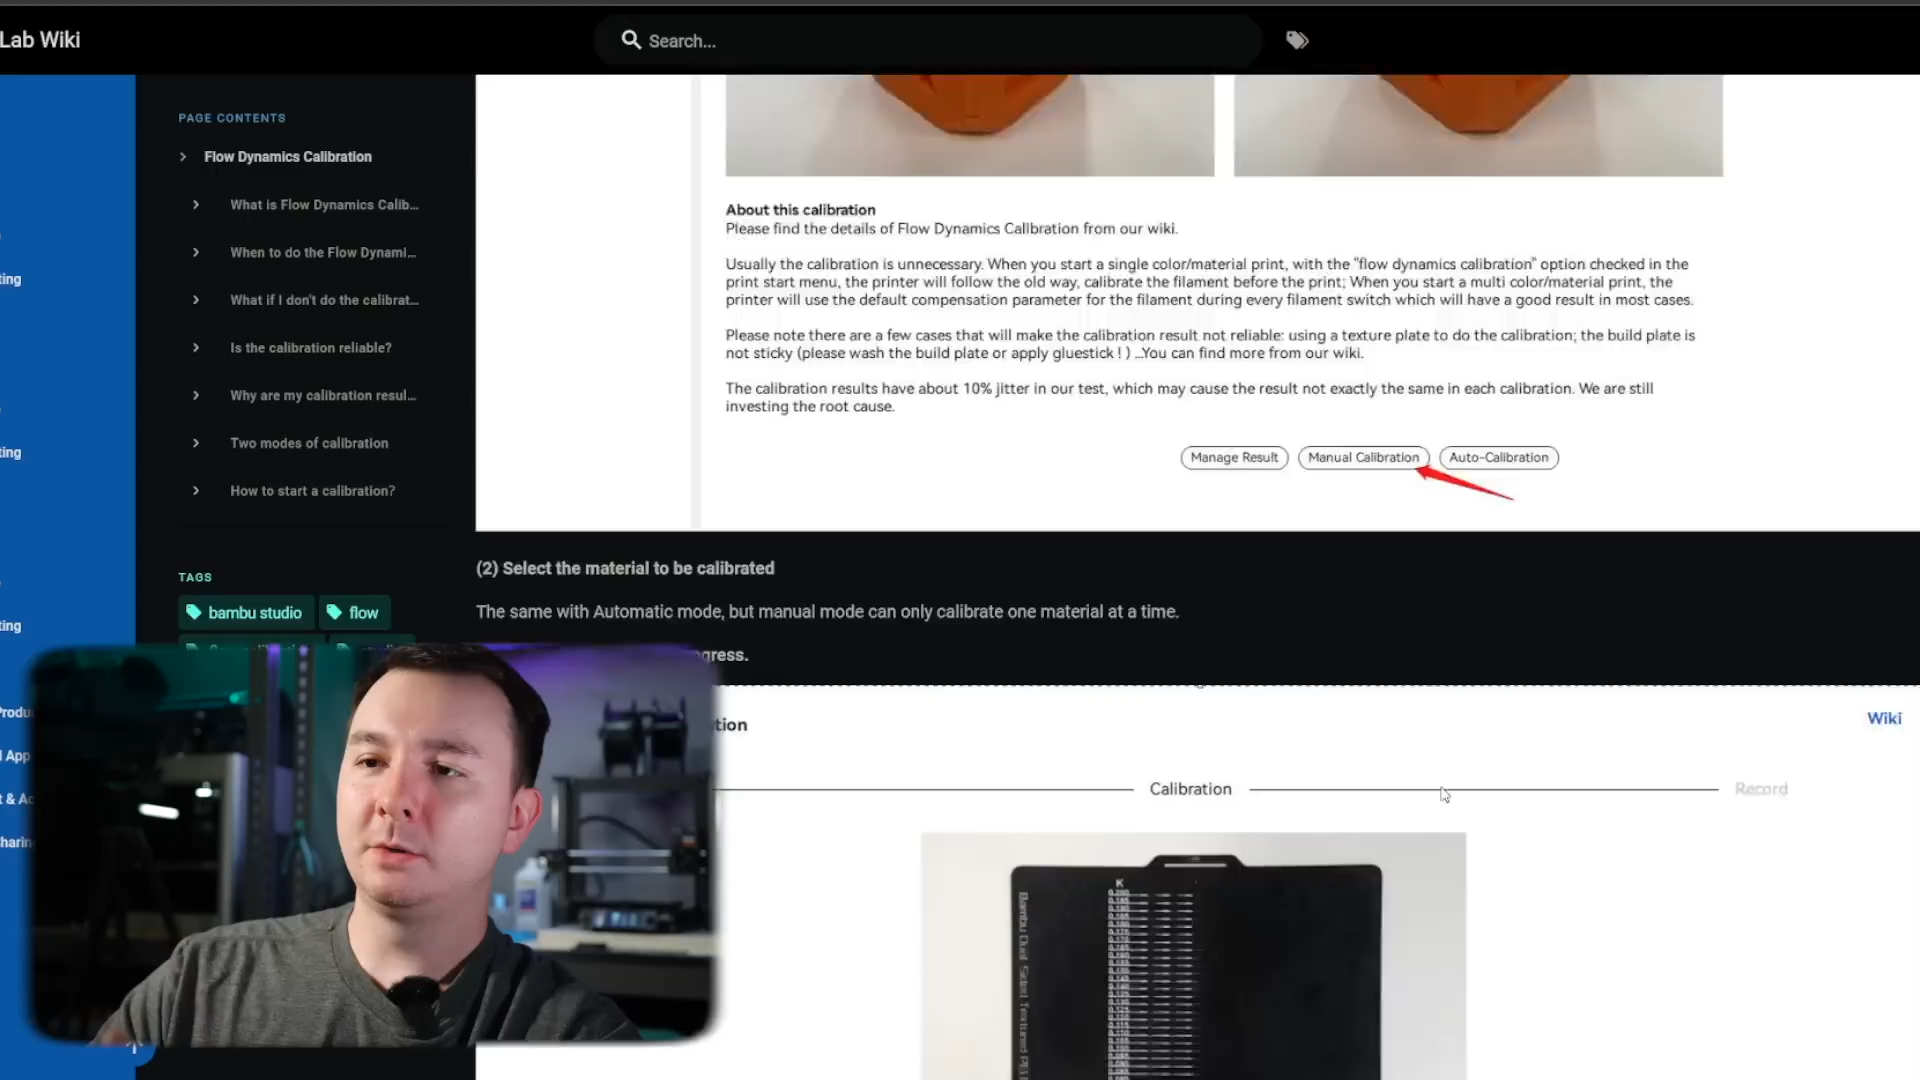 Lab Wiki
Search...
ting
ting
ting
Produ
App
t & Ac
harin
PAGE CONTENTS
Flow Dynamics Calibration
What is Flow Dynamics Calib...
When to do the Flow Dynami...
What if I don't do the calibrat...
Is the calibration reliable?
Why are my calibration resul...
Two modes of calibration
How to start a calibration?
TAGS
bambu studio
flow
About this calibration
Please find the details of Flow Dynamics Calibration from our wiki.
Usually the calibration is unnecessary. When you start a single color/material print, with the "flow dynamics calibration" option checked in the
print start menu, the printer will follow the old way, calibrate the filament before the print; When you start a multi color/material print, the
printer will use the default compensation parameter for the filament during every filament switch which will have a good result in most cases.
Please note there are a few cases that will make the calibration result not reliable: using a texture plate to do the calibration; the build plate is
not sticky (please wash the build plate or apply gluestick ! ) ...You can find more from our wiki.
The calibration results have about 10% jitter in our test, which may cause the result not exactly the same in each calibration. We are still
investing the root cause.
Manage Result
Manual Calibration
Auto-Calibration
(2) Select the material to be calibrated
The same with Automatic mode, but manual mode can only calibrate one material at a time.
gress.
tion
Wiki
Calibration
Record
K
Bambu Dual-Sided Textured PEI